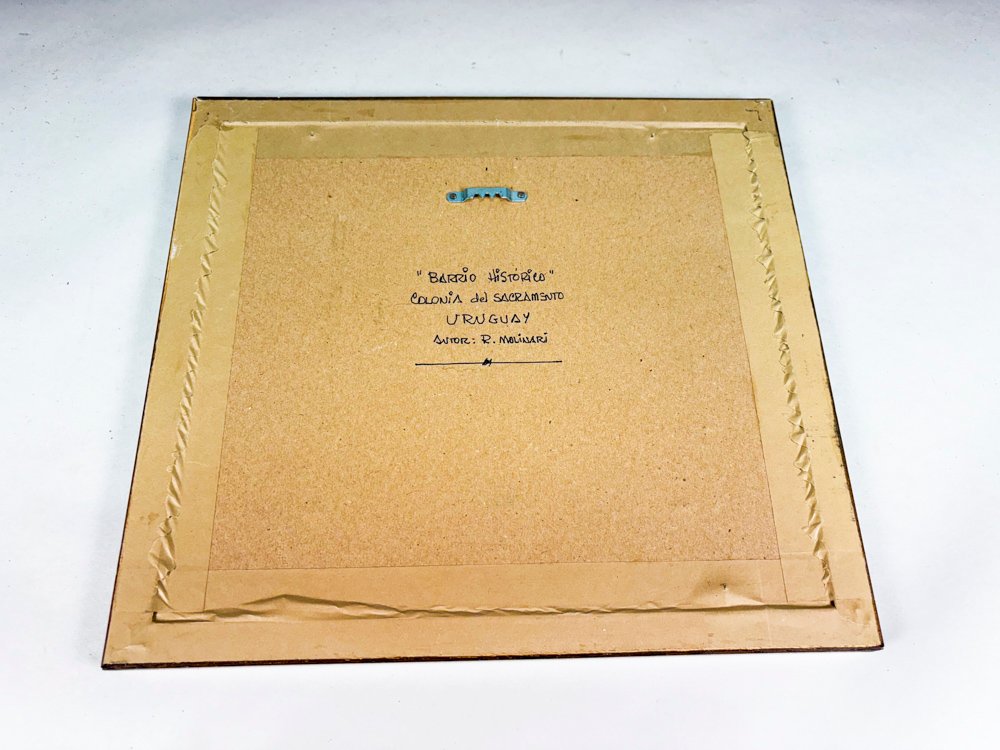 "BARRIO HISTÓRICO"
COLONIA del SACRAMENTO
URUGUAY
AUTOR: R. MOLINARI